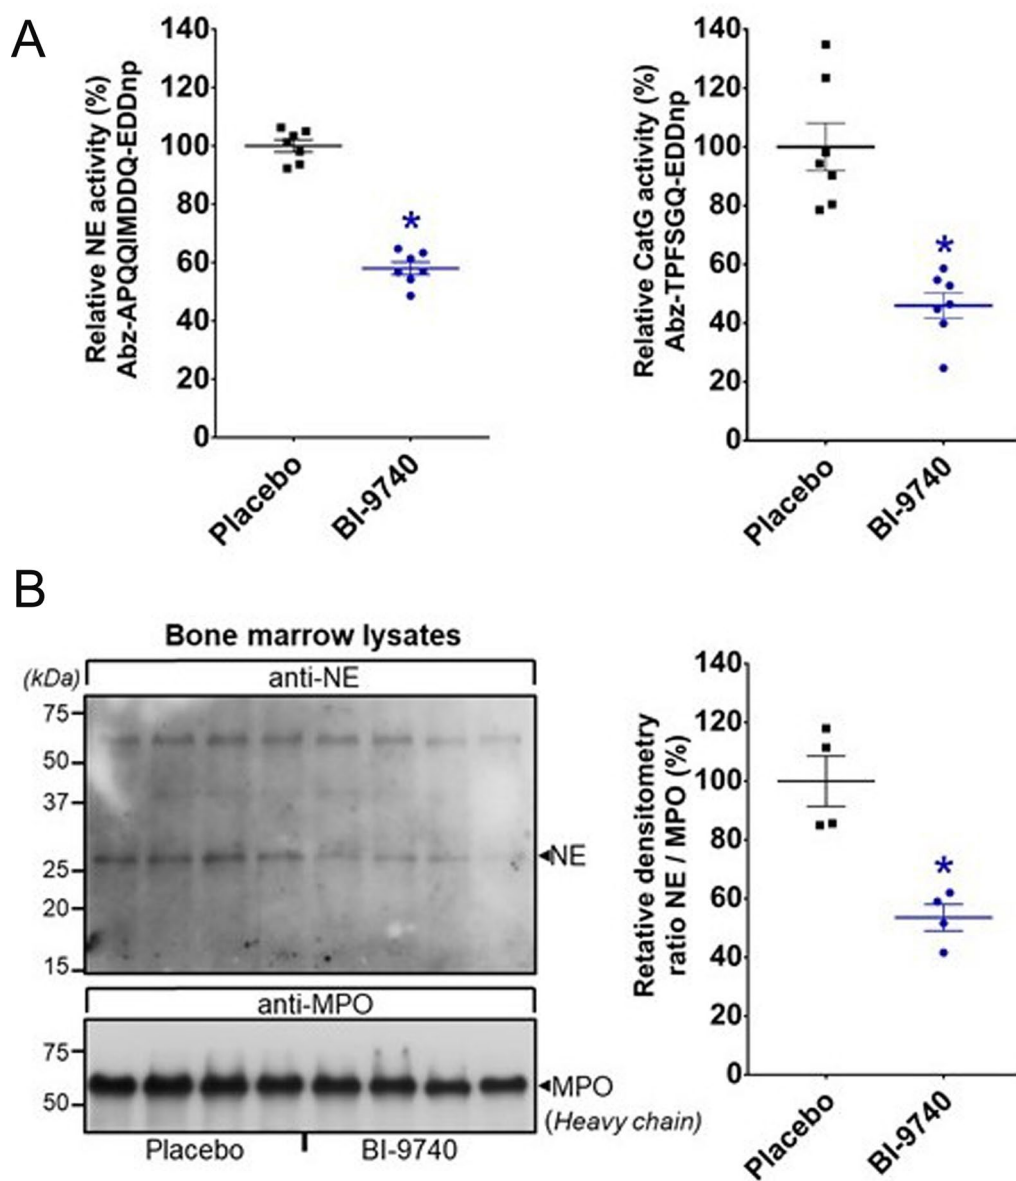 A
Relative NE activity (%)
Abz-APQQIMDDQ-EDDnp
140
120
100
80
60
40
20
0
*
Placebo
BI-9740
Relative CatG activity (%)
Abz-TPFSGQ-EDDnp
140
120
100
80
60
40
20
0
*
Placebo
BI-9740
B
Bone marrow lysates
(kDa)
anti-NE
75
50
37
25
20
15
NE
anti-MPO
75
50
MPO
(Heavy chain)
Placebo
BI-9740
Retative densitometry
ratio NE / MPO (%)
140
120
100
80
60
40
20
0
*
Placebo
BI-9740